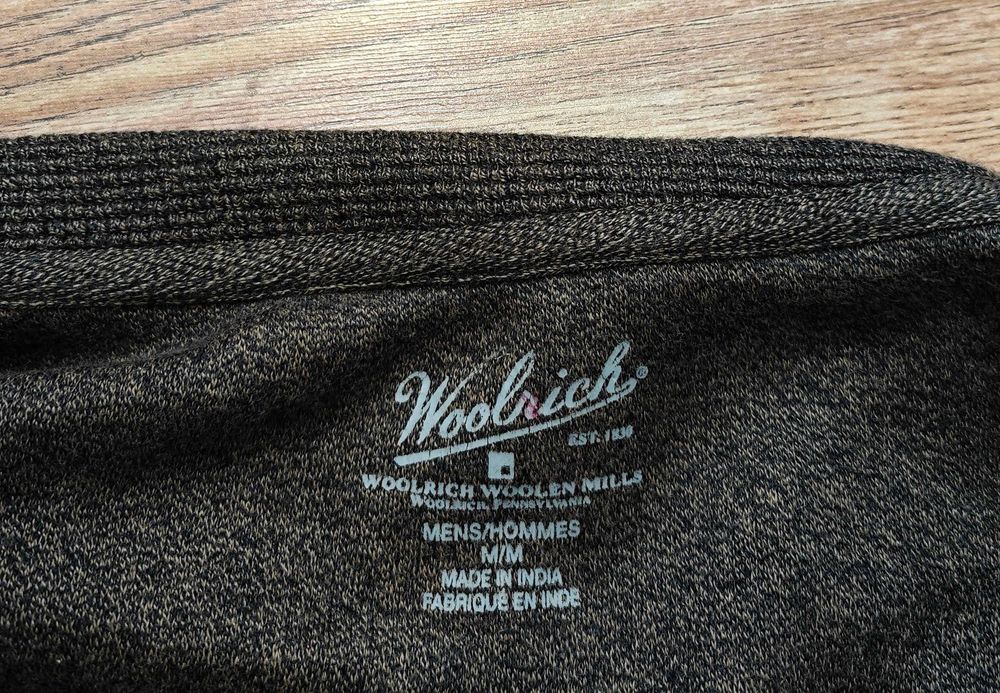 Woolrich®
EST. 1830
WOOLRICH WOOLEN MILLS
WOOLRICH, PENNSYLVANIA
MENS/HOMMES
M/M
MADE IN INDIA
FABRIQUÉ EN INDE